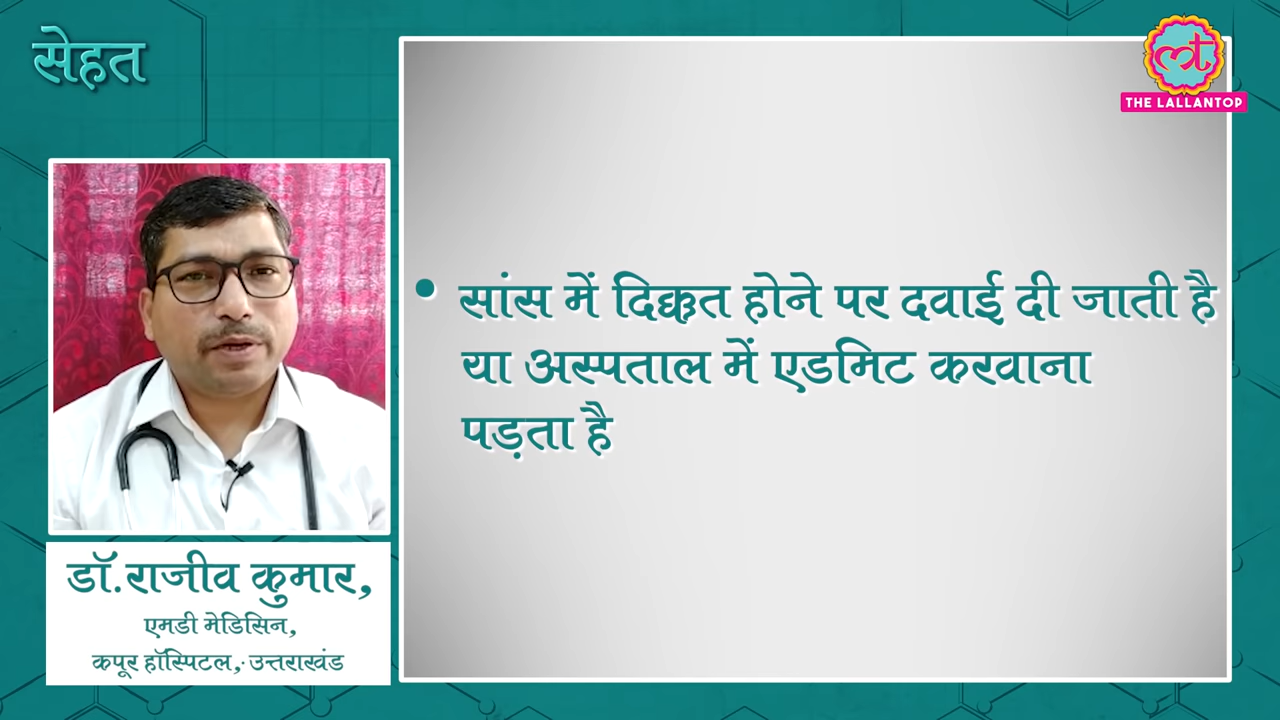 सेहत
THE LALLANTOP
• सांस में दिक्कत होने पर दवाई दी जाती है
या अस्पताल में एडमिट करवाना
पड़ता है
डॉ.राजीव कुमार,
एमडी मेडिसिन,
कपूर हॉस्पिटल, उत्तराखंड